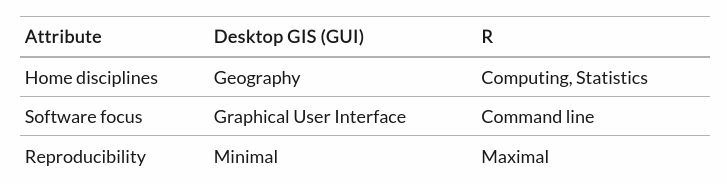 Attribute Desktop GIS (GUI) R
Home disciplines Geography Computing, Statistics
Software focus Graphical User Interface Command line
Reproducibility Minimal Maximal